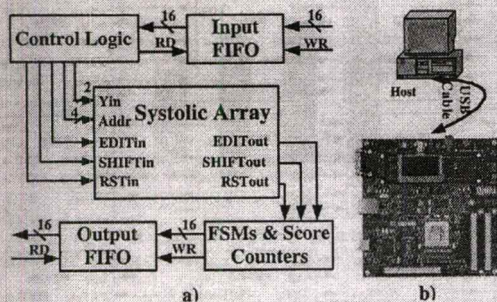 16 16
Control Logic
Input
FIFO
RD
WR
2
4
Yin
Addr
EDITin
SHIFTin
RSTin
Systolic Array
EDITout
SHIFTout
RSTout
16 16
Output
FIFO
RD
WR
FSMs & Score
Counters
a)
Host
USB
Cable
b)